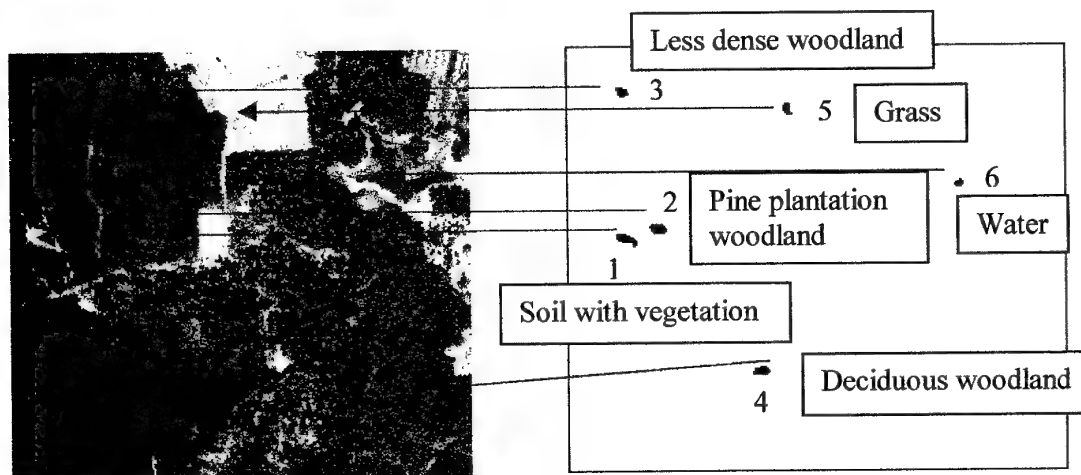 Less dense woodland
3
5
Grass
6
2
Pine plantation
woodland
Water
1
Soil with vegetation
4
Deciduous woodland